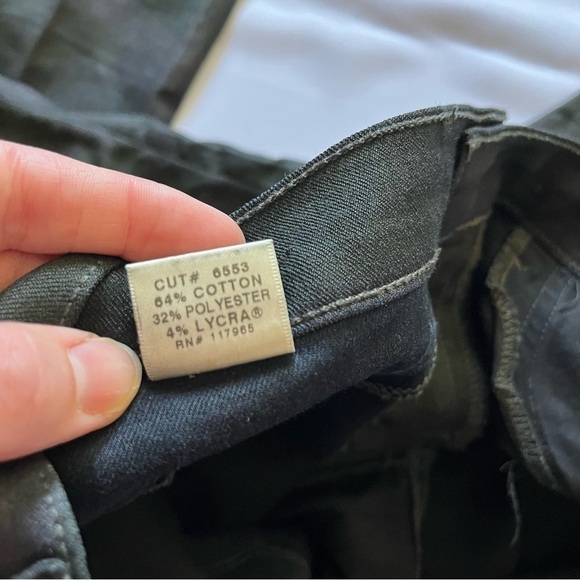 CUT# 6553
64% COTTON
32% POLYESTER
4% LYCRA®
RN# 117965